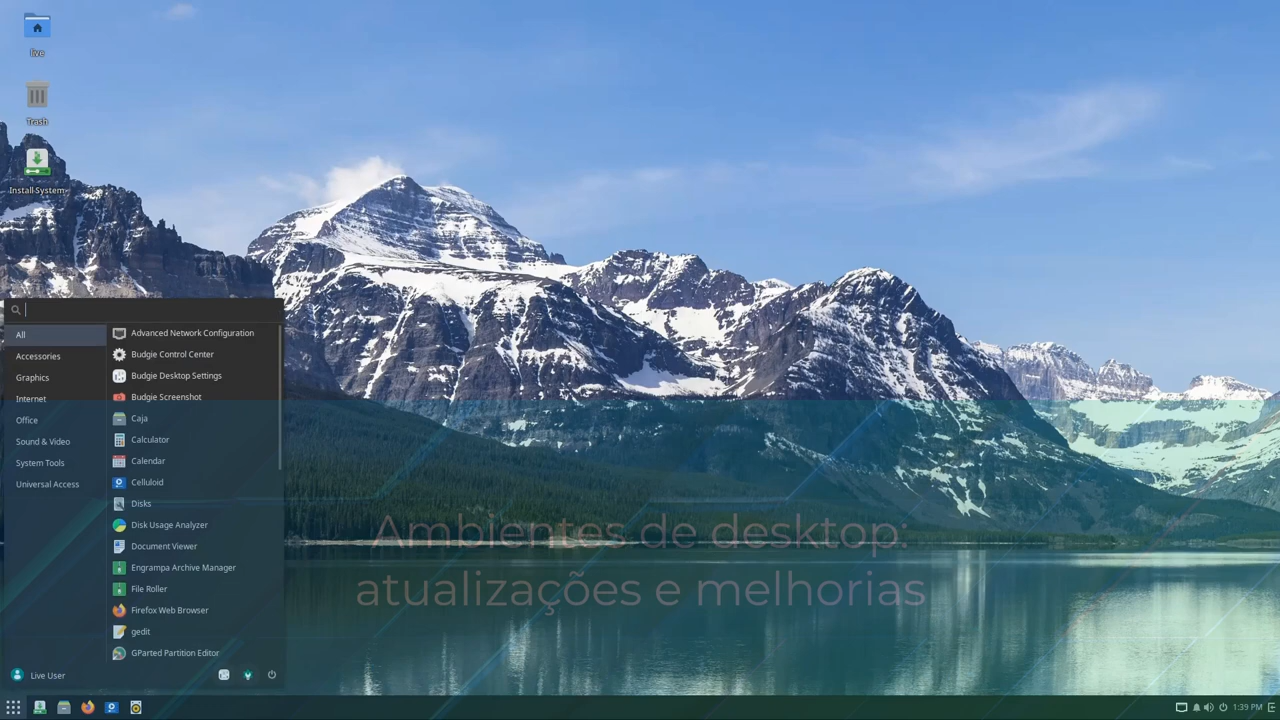 live
Trash
Install System
All
Accessories
Graphics
Internet
Office
Sound & Video
System Tools
Universal Access
Advanced Network Configuration
Budgie Control Center
Budgie Desktop Settings
Budgie Screenshot
Caja
Calculator
Calendar
Celluloid
Disks
Disk Usage Analyzer
Document Viewer
Engrampa Archive Manager
File Roller
Firefox Web Browser
gedit
GParted Partition Editor
Live User
Ambientes de desktop:
atualizações e melhorias
1:39 PM